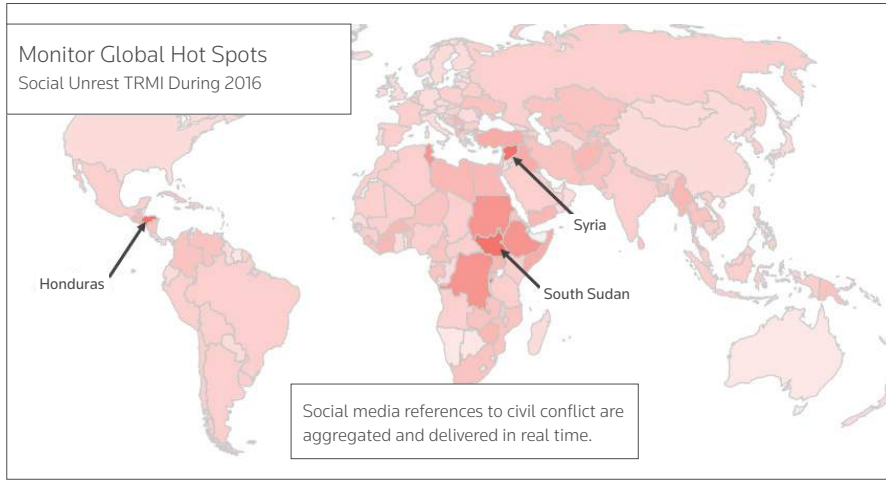 Monitor Global Hot Spots
Social Unrest TRMI During 2016
Syria
Honduras
South Sudan
Social media references to civil conflict are
aggregated and delivered in real time.